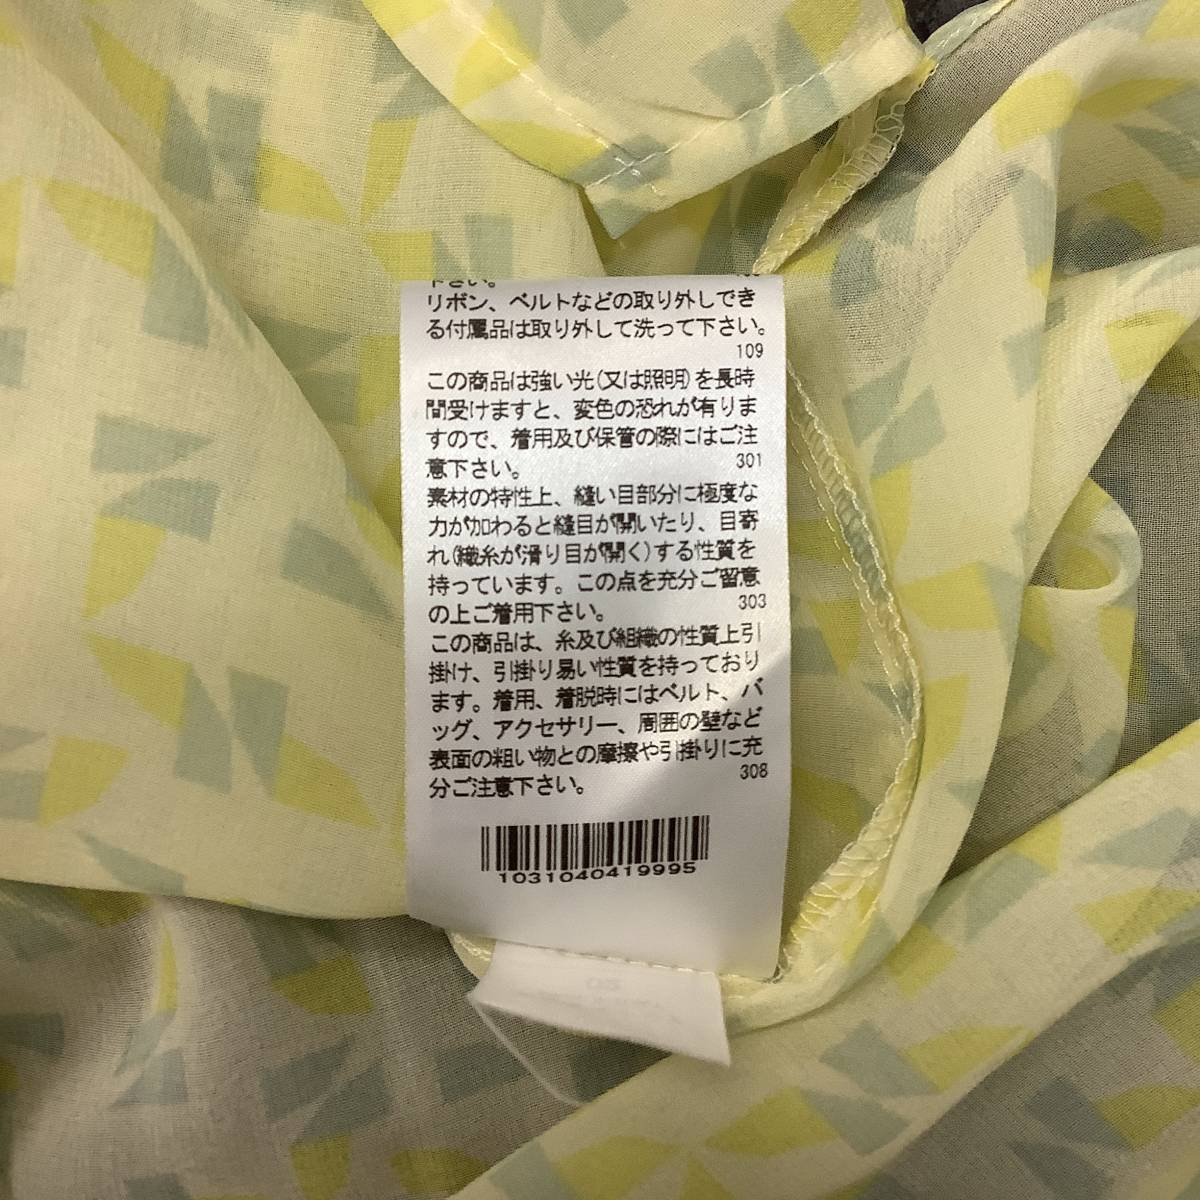 下さい。
リボン、ベルトなどの取り外しでき
る付属品は取り外して洗って下さい。
109
この商品は強い光(又は照明)を長時
間受けますと、変色の恐れが有りま
すので、着用及び保管の際にはご注
意下さい。
301
素材の特性上、縫い目部分に極度な
力が加わると縫目が開いたり、目寄
れ(織糸が滑り目が開く)する性質を
持っています。この点を充分ご留意
の上ご着用下さい。
303
この商品は、糸及び組織の性質上引
掛け、引掛り易い性質を持っており
ます。着用、着脱時にはベルト、バ
ッグ、アクセサリー、周囲の壁など
表面の粗い物との摩擦や引掛りに充
分ご注意下さい。
308
1031040419995